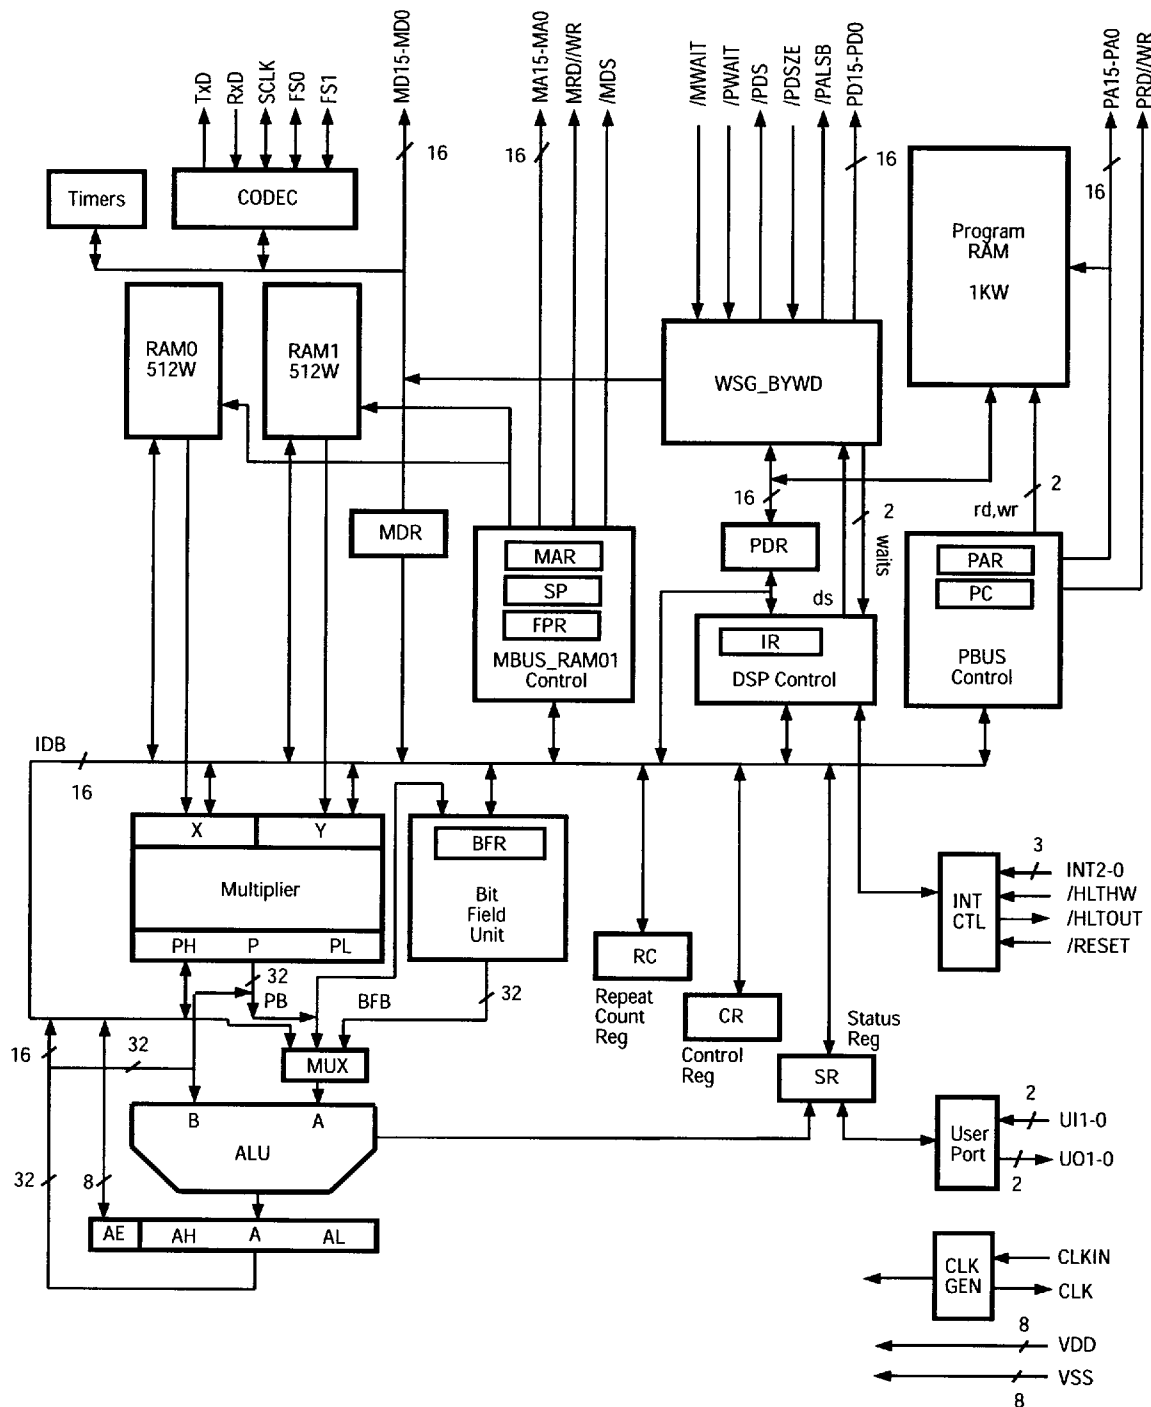 TxD
RxD
SCLK
FS0
FS1
MD15-MD0
MA15-MA0
MRD//WR
/MDS
/MWAIT
/PWAIT
/PDS
/PDSZE
/PALSB
PD15-PD0
PA15-PA0
PRD//WR
16
16
16
16
Timers
CODEC
Program
RAM
1KW
RAM0
512W
RAM1
512W
WSG_BYWD
16
2
waits
rd,wr
2
MDR
MAR
SP
FPR
MBUS_RAM01
Control
PDR
ds
IR
DSP Control
PAR
PC
PBUS
Control
IDB
16
X
Y
Multiplier
PH
P
PL
BFR
Bit
Field
Unit
32
PB
BFB
32
RC
Repeat
Count
Reg
CR
Control
Reg
Status
Reg
SR
INT
CTL
3
INT2-0
/HLTHW
/HLTOUT
/RESET
16
32
MUX
B
A
ALU
32
8
AE
AH
A
AL
User
Port
2
UI1-0
UO1-0
2
CLK
GEN
CLKIN
CLK
8
VDD
VSS
8